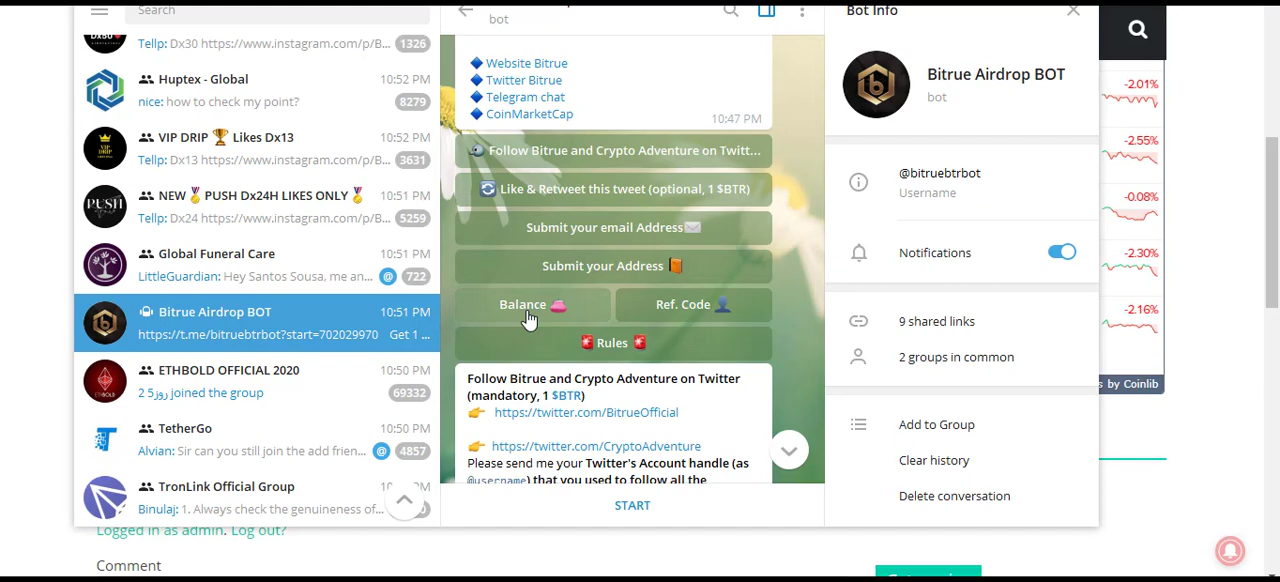 Search
Tellp: Dx30 https://www.instagram.com/p/B...
1326
Huptex - Global
10:52 PM
nice: how to check my point?
8279
VIP DRIP 🏆 Likes Dx13
10:52 PM
Tellp: Dx13 https://www.instagram.com/p/B...
3631
NEW 🏅 PUSH Dx24H LIKES ONLY 🏅
10:51 PM
PUSH
Tellp: Dx24 https://www.instagram.com/p/B...
5259
Global Funeral Care
10:51 PM
LittleGuardian: Hey Santos Sousa, me an...
@ 722
Bitrue Airdrop BOT
10:51 PM
https://t.me/bitruebtrbot?start=702029970 Get 1 ...
ETHBOLD OFFICIAL 2020
10:50 PM
2 5روز joined the group
69332
TetherGo
10:50 PM
Alvian: Sir can you still join the add frien...
@ 4857
TronLink Official Group
Binulaj: 1. Always check the genuineness of...
bot
🔷 Website Bitrue
🔷 Twitter Bitrue
🔷 Telegram chat
🔷 CoinMarketCap
10:47 PM
Follow Bitrue and Crypto Adventure on Twitt...
🔄 Like & Retweet this tweet (optional, 1 $BTR)
Submit your email Address✉️
Submit your Address 📙
Balance 👛
Ref. Code 👤
🚨 Rules 🚨
Follow Bitrue and Crypto Adventure on Twitter
(mandatory, 1 $BTR)
👉 https://twitter.com/BitrueOfficial
👉 https://twitter.com/CryptoAdventure
Please send me your Twitter's Account handle (as
@username) that you used to follow all the
START
Bot Info
Bitrue Airdrop BOT
bot
@bitruebtrbot
Username
Notifications
9 shared links
2 groups in common
Add to Group
Clear history
Delete conversation
-2.01%
-2.55%
-0.08%
-2.30%
-2.16%
s by Coinlib
Logged in as admin. Log out?
Comment